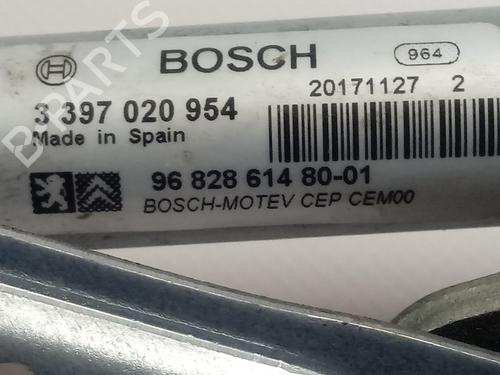 BOSCH 964
20171127 2
3 397 020 954
Made in Spain
96 828 614 80-01
BOSCH-MOTEV CEP CEM00
B PARTS